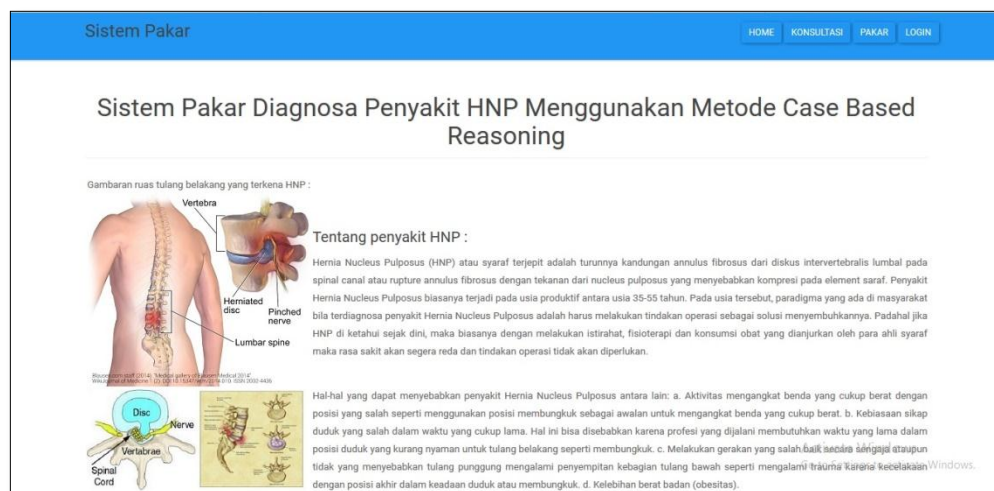 Sistem Pakar
HOME
KONSULTASI
PAKAR
LOGIN
Sistem Pakar Diagnosa Penyakit HNP Menggunakan Metode Case Based
Reasoning
Gambaran ruas tulang belakang yang terkena HNP :
Vertebra
Herniated
disc
Pinched
nerve
Lumbar spine
Tentang penyakit HNP :
Hernia Nucleus Pulposus (HNP) atau syaraf terjepit adalah turunnya kandungan annulus fibrosus dari diskus intervertebralis lumbal pada
spinal canal atau rupture annulus fibrosus dengan tekanan dari nucleus pulposus yang menyebabkan kompresi pada element saraf. Penyakit
Hernia Nucleus Pulposus biasanya terjadi pada usia produktif antara usia 35-55 tahun. Pada usia tersebut, paradigma yang ada di masyarakat
bila terdiagnosa penyakit Hernia Nucleus Pulposus adalah harus melakukan tindakan operasi sebagai solusi menyembuhkannya. Padahal jika
HNP di ketahui sejak dini, maka biasanya dengan melakukan istirahat, fisioterapi dan konsumsi obat yang dianjurkan oleh para ahli syaraf
maka rasa sakit akan segera reda dan tindakan operasi tidak akan diperlukan.
Disc
Nerve
Vertabrae
Spinal
Cord
Hal-hal yang dapat menyebabkan penyakit Hernia Nucleus Pulposus antara lain: a. Aktivitas mengangkat benda yang cukup berat dengan
posisi yang salah seperti menggunakan posisi membungkuk sebagai awalan untuk mengangkat benda yang cukup berat. b. Kebiasaan sikap
duduk yang salah dalam waktu yang cukup lama. Hal ini bisa disebabkan karena profesi yang dijalani membutuhkan waktu yang lama dalam
posisi duduk yang kurang nyaman untuk tulang belakang seperti membungkuk. c. Melakukan gerakan yang salah baik secara sengaja ataupun
tidak yang menyebabkan tulang punggung mengalami penyempitan kebagian tulang bawah seperti mengalami trauma karena kecelakaan
dengan posisi akhir dalam keadaan duduk atau membungkuk. d. Kelebihan berat badan (obesitas).